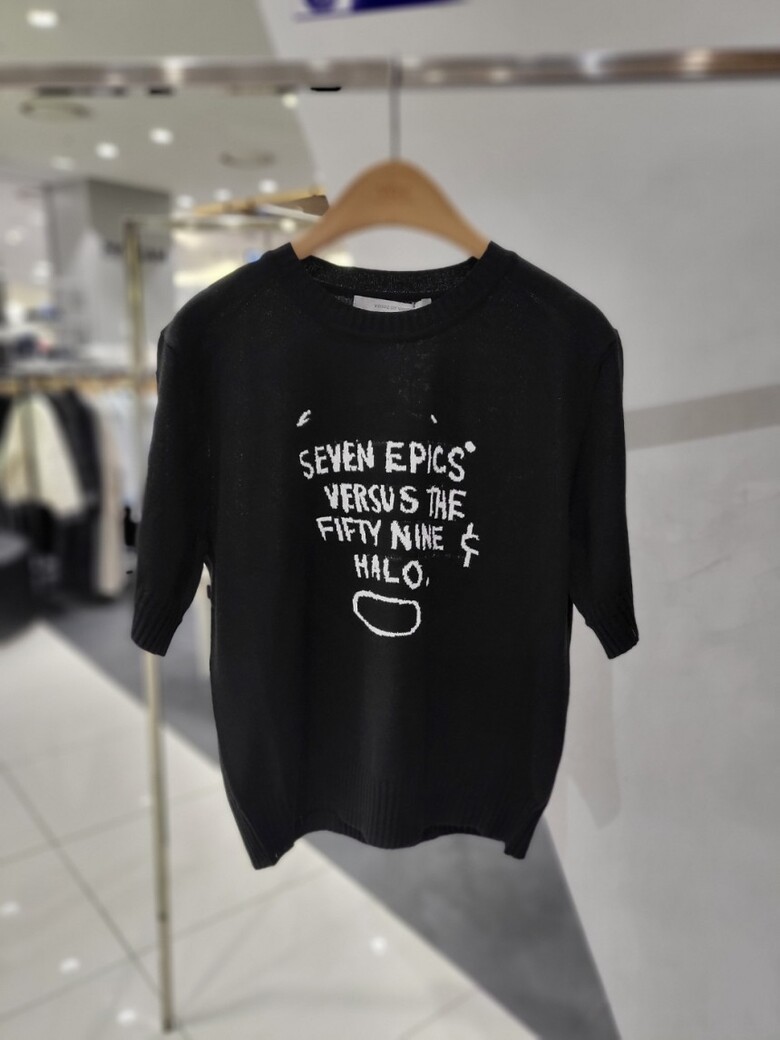 SEVEN EPICS
VERSUS THE
FIFTY NINE $
HALO.